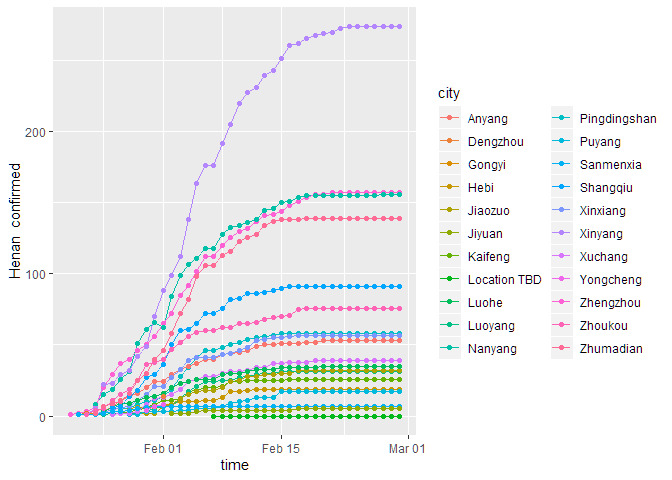 Henan confirmed
200
100
0
Feb 01
Feb 15
Mar 01
time
city
Anyang
Dengzhou
Gongyi
Hebi
Jiaozuo
Jiyuan
Kaifeng
Location TBD
Luohe
Luoyang
Nanyang
Pingdingshan
Puyang
Sanmenxia
Shangqiu
Xinxiang
Xinyang
Xuchang
Yongcheng
Zhengzhou
Zhoukou
Zhumadian